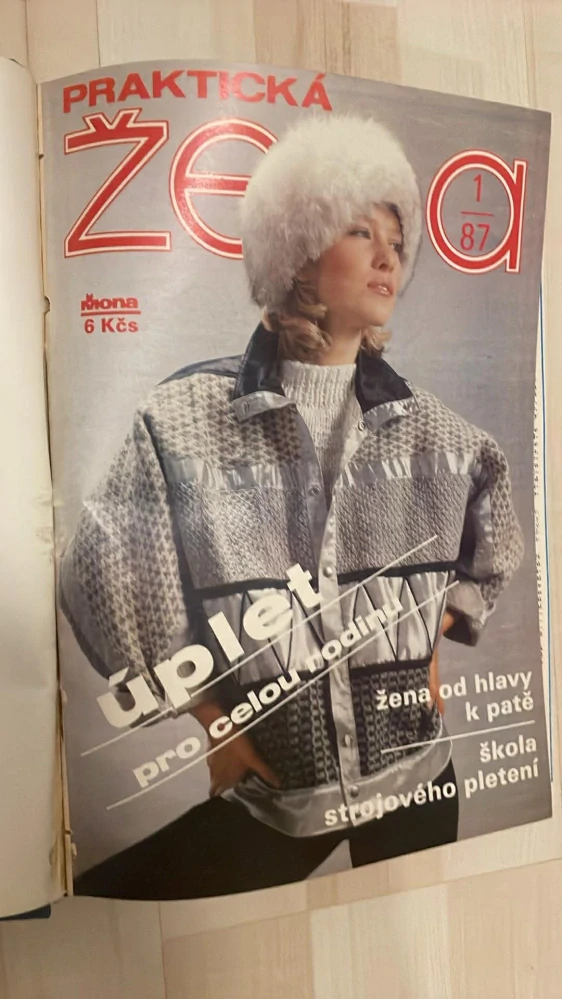 PRAKTICKÁ
žena
1
87
mona
6 Kčs
úplet
pro celou rodinu
žena od hlavy
k patě
škola
strojového pletení